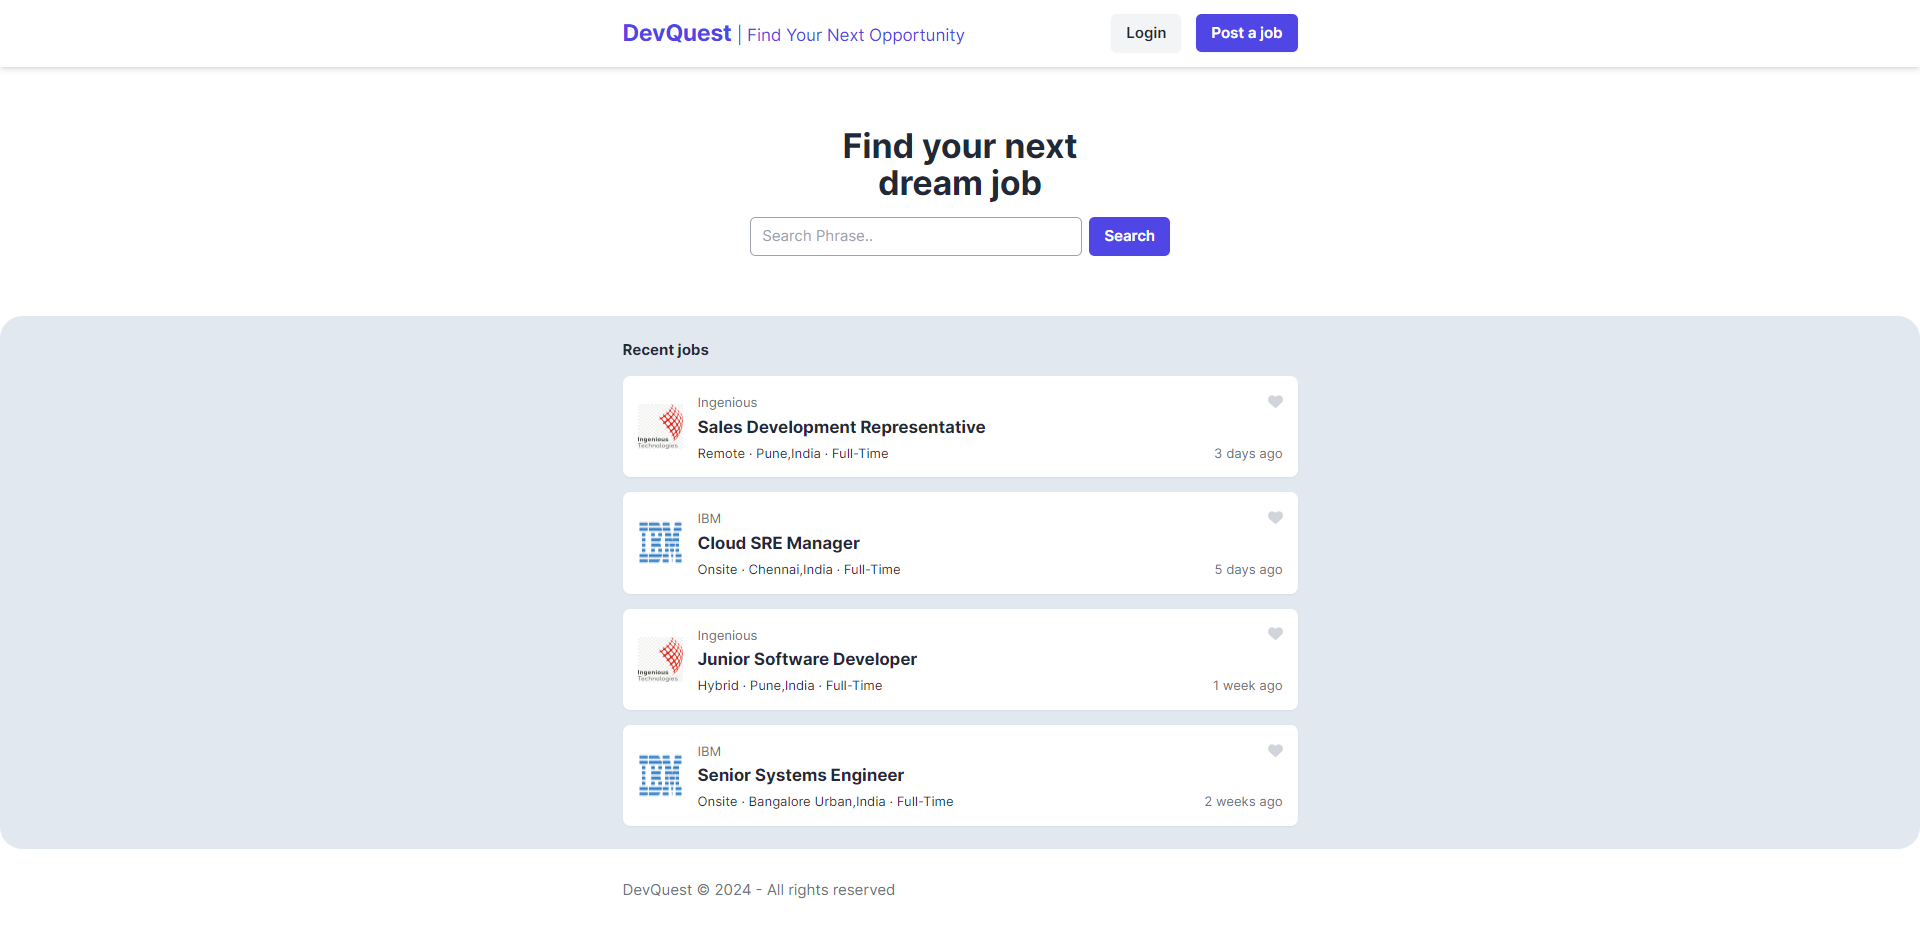 DevQuest | Find Your Next Opportunity
Login
Post a job
Find your next
dream job
Search Phrase..
Search
Recent jobs
Ingenious
Technologies
Ingenious
Sales Development Representative
Remote · Pune,India · Full-Time
3 days ago
IBM
IBM
Cloud SRE Manager
Onsite · Chennai,India · Full-Time
5 days ago
Ingenious
Technologies
Ingenious
Junior Software Developer
Hybrid · Pune,India · Full-Time
1 week ago
IBM
IBM
Senior Systems Engineer
Onsite · Bangalore Urban,India · Full-Time
2 weeks ago
DevQuest © 2024 - All rights reserved